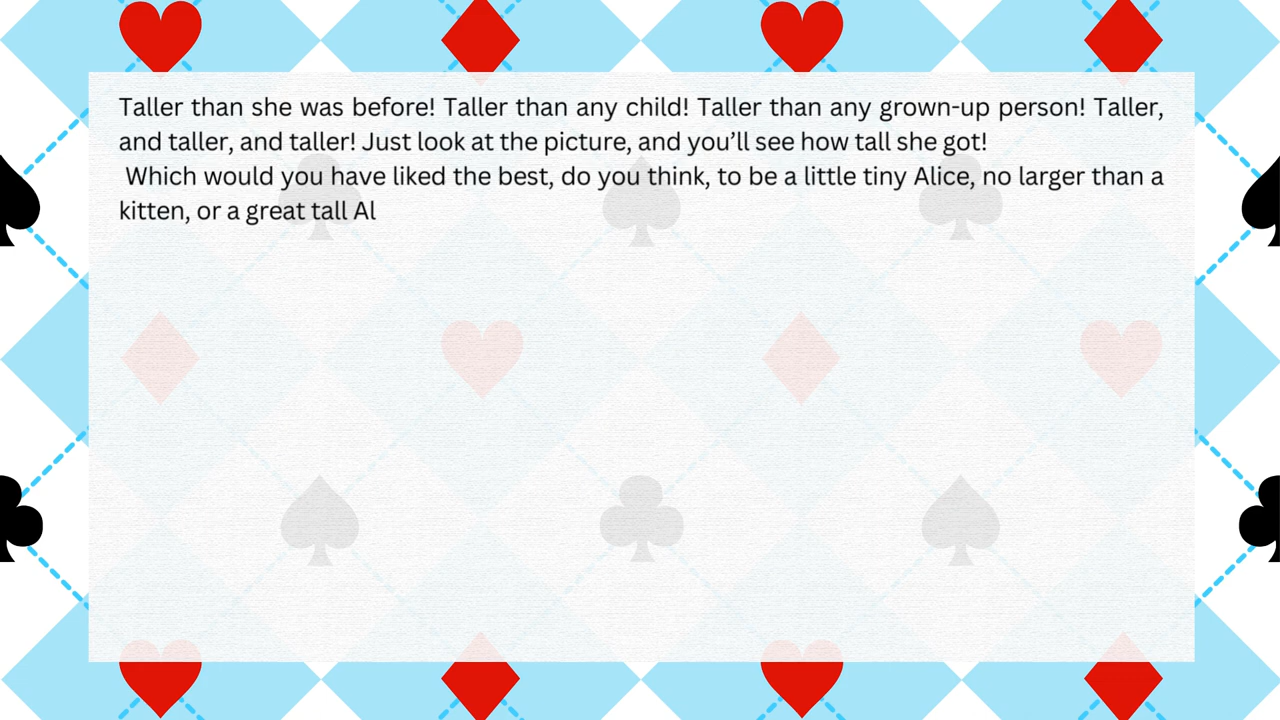 Taller than she was before! Taller than any child! Taller than any grown-up person! Taller,
and taller, and taller! Just look at the picture, and you’ll see how tall she got!
Which would you have liked the best, do you think, to be a little tiny Alice, no larger than a
kitten, or a great tall Al